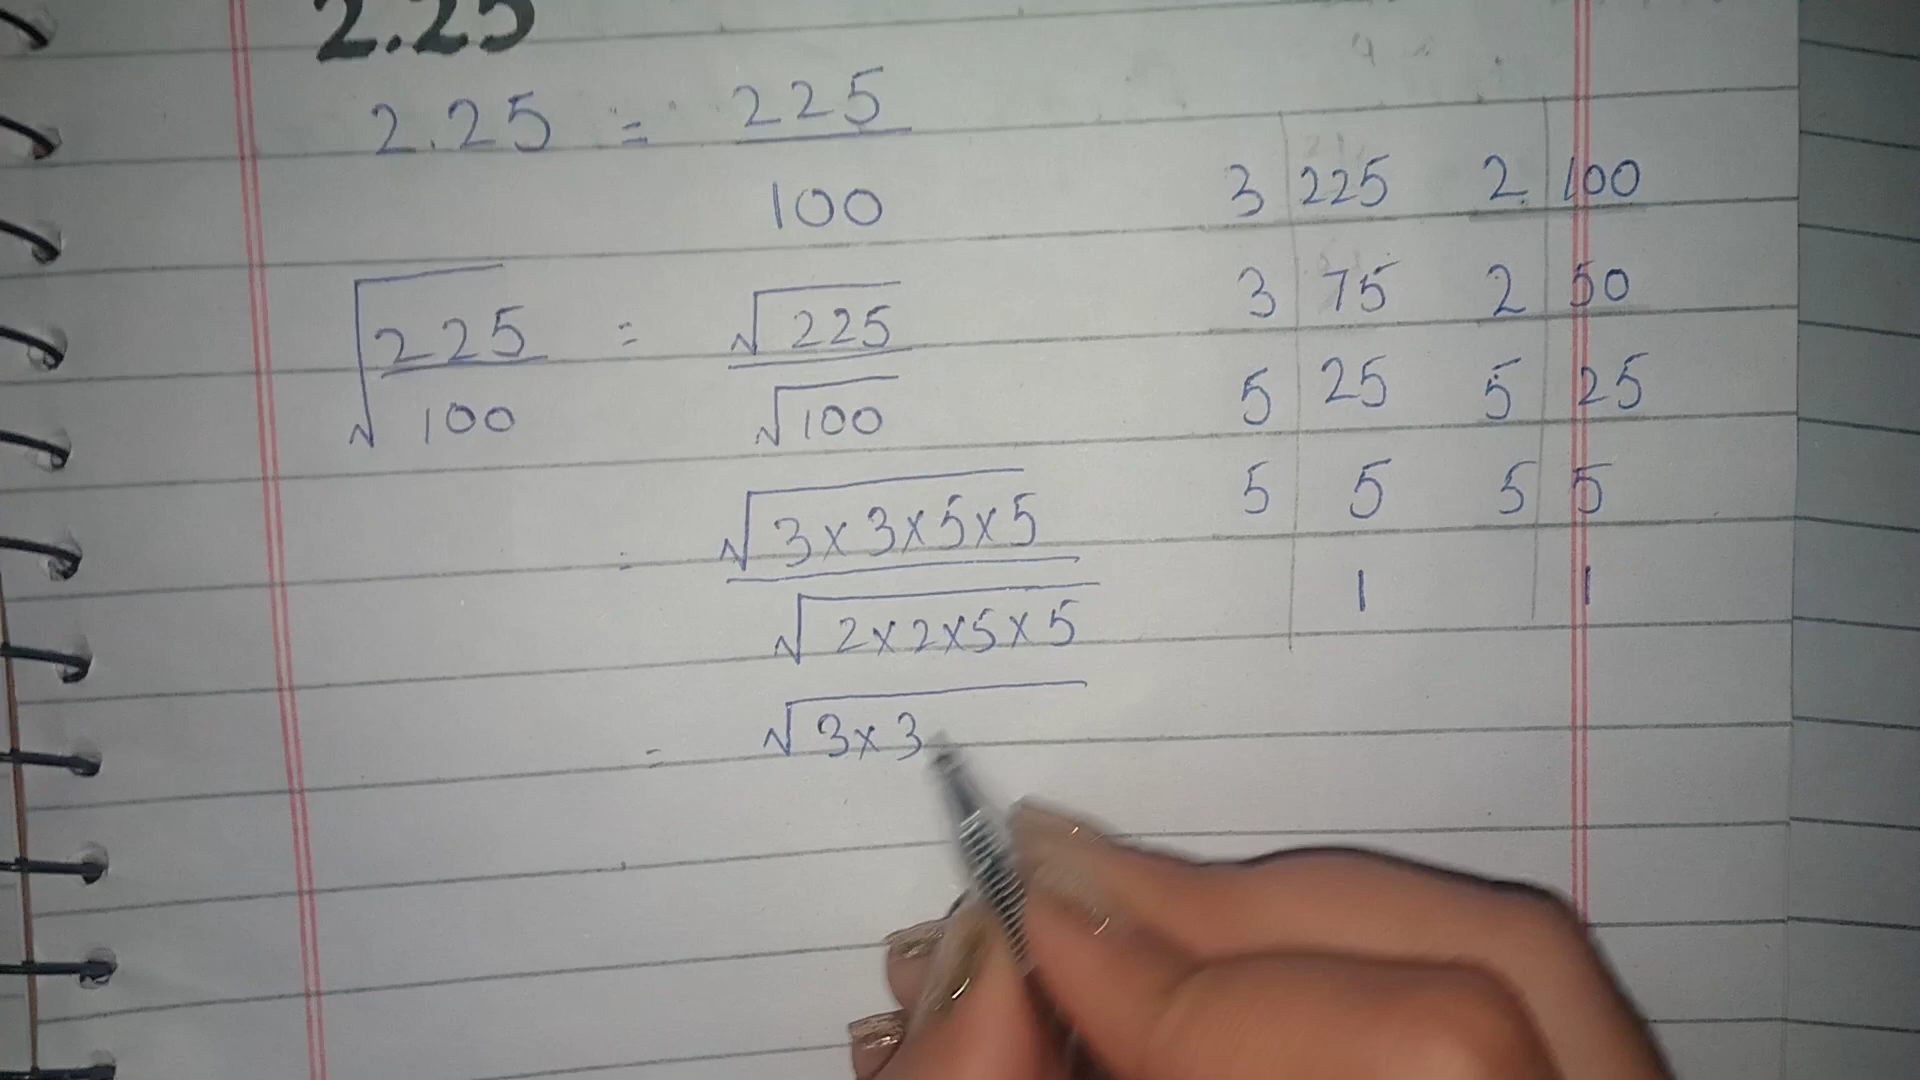 2.25
2.25 = 225/100
√(225/100) = √225/√100
= √(3×3×5×5)/√(2×2×5×5)
= √(3×3
3 | 225
3 | 75
5 | 25
5 | 5
1
2 | 100
2 | 50
5 | 25
5 | 5
1